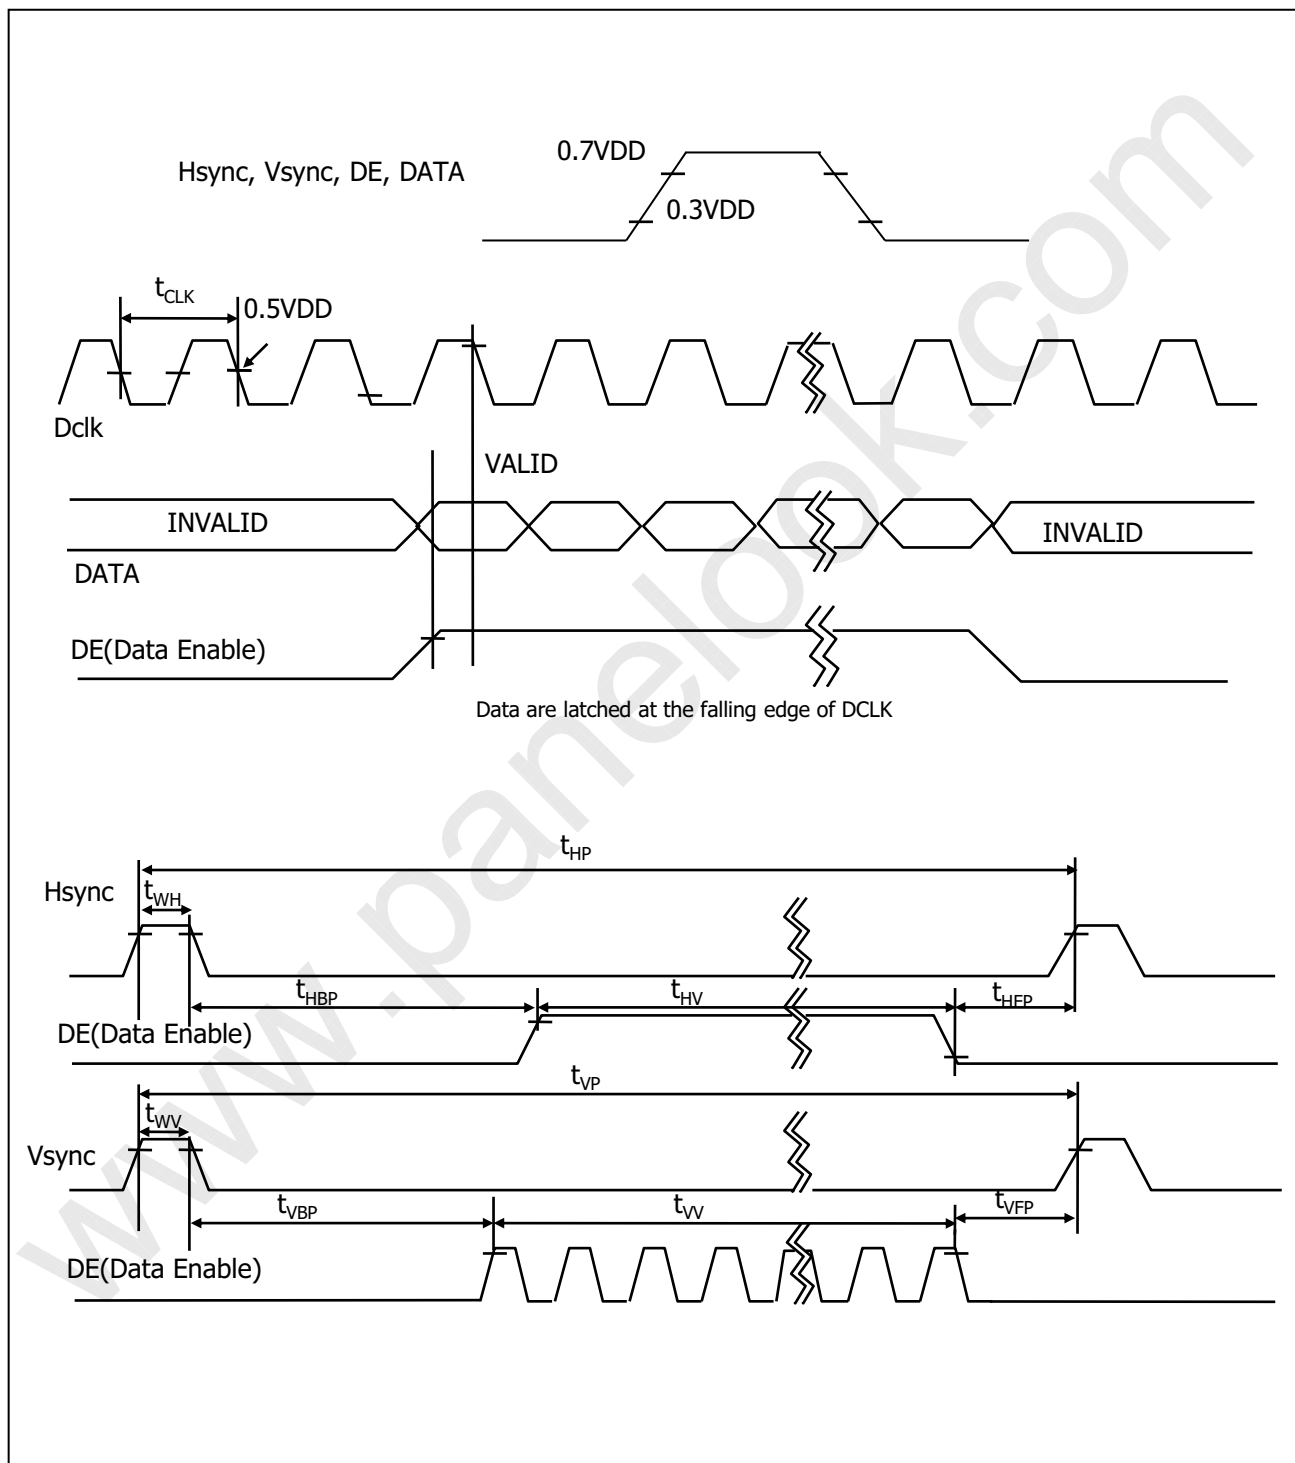 Hsync, Vsync, DE, DATA
0.7VDD
0.3VDD
tCLK
0.5VDD
Dclk
VALID
INVALID
INVALID
DATA
DE(Data Enable)
Data are latched at the falling edge of DCLK
tHP
Hsync
tWH
tHBP
tHV
tHFP
DE(Data Enable)
tVP
tWV
Vsync
tVBP
tVV
tVFP
DE(Data Enable)
www.panelook.com